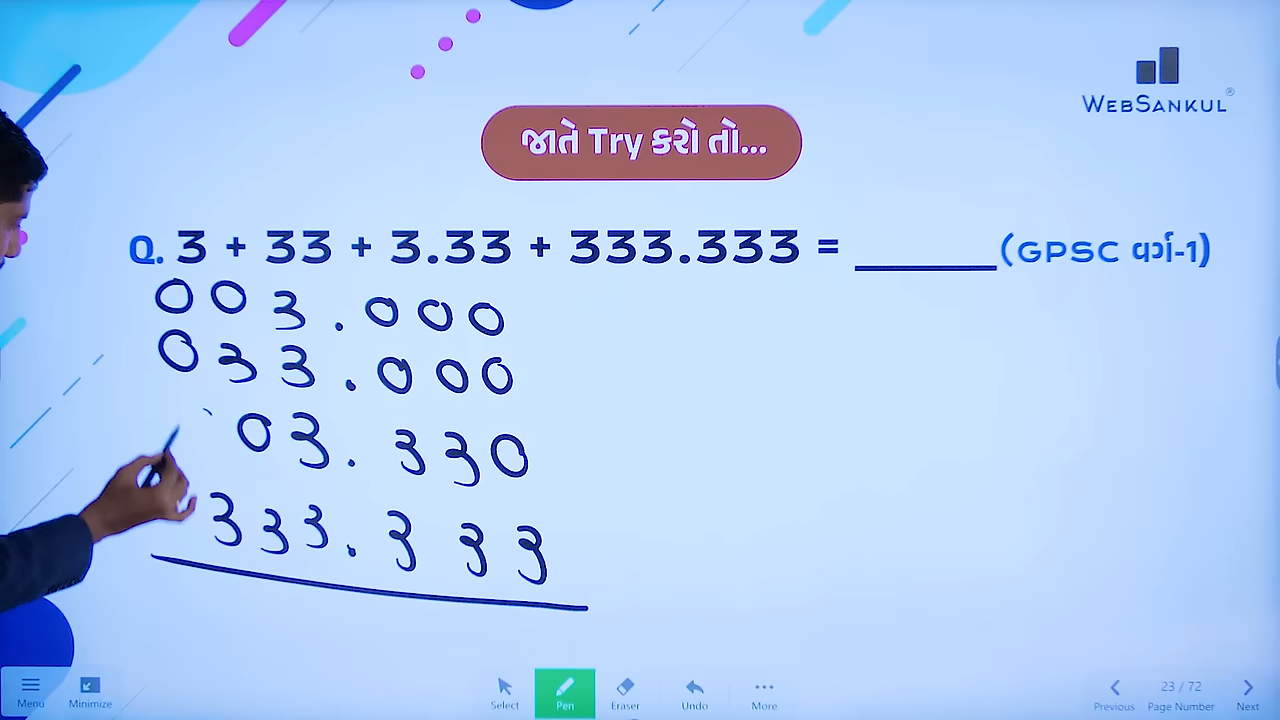 WEBSANKUL®
જાતે Try કરો તો...
Q. 3 + 33 + 3.33 + 333.333 = ______ (GPSC વર્ગ-1)
003.000
033.000
03.330
333.333
Menu Minimize Select Pen Eraser Undo More Previous 23 / 72 Page Number Next